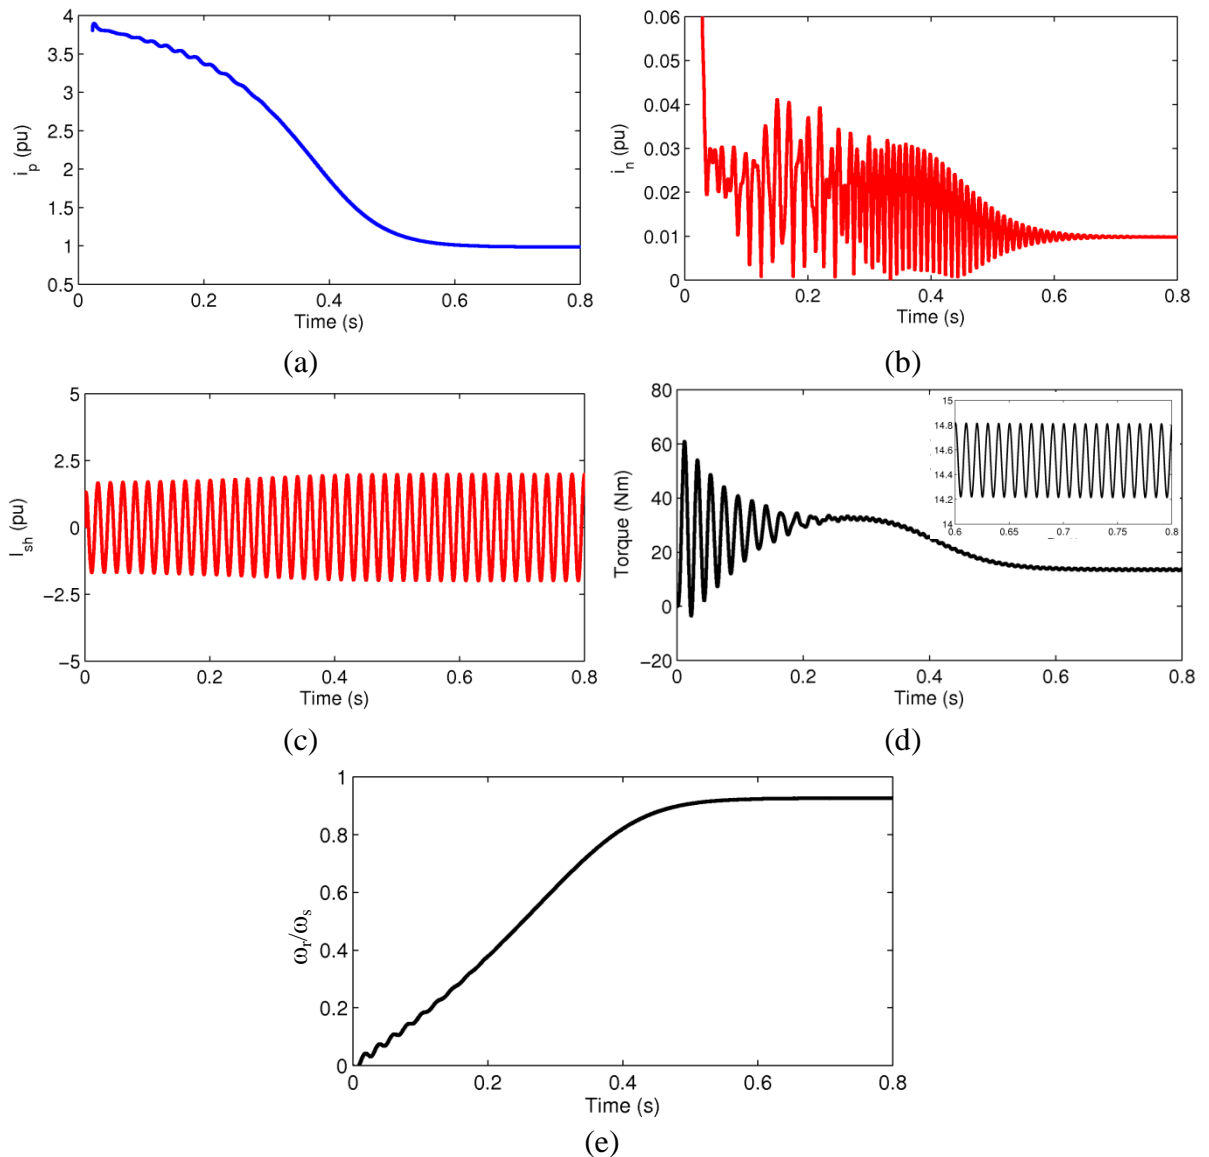 4
3.5
3
2.5
2
1.5
1
0.5
i_p (pu)
0 0.2 0.4 0.6 0.8
Time (s)
(a)
0.06
0.05
0.04
0.03
0.02
0.01
0
i_n (pu)
0 0.2 0.4 0.6 0.8
Time (s)
(b)
5
2.5
0
−2.5
−5
I_sh (pu)
0 0.2 0.4 0.6 0.8
Time (s)
(c)
80
60
40
20
0
−20
Torque (Nm)
0 0.2 0.4 0.6 0.8
Time (s)
15
14.8
14.6
14.4
14.2
14
0.6 0.65 0.7 0.75 0.8
(d)
1
0.8
0.6
0.4
0.2
0
ω_r/ω_s
0 0.2 0.4 0.6 0.8
Time (s)
(e)